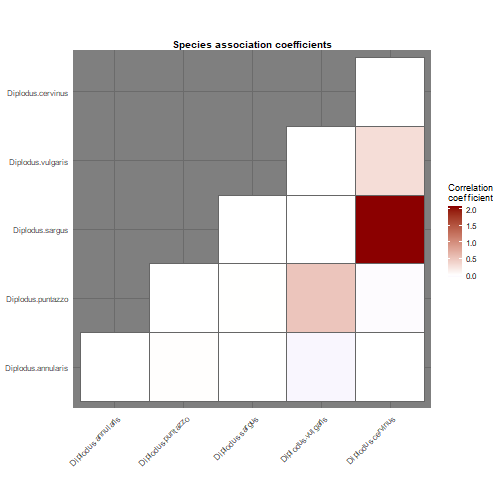 Species association coefficients
Diplodus.cervinus
Diplodus.vulgaris
Diplodus.sargus
Diplodus.puntazzo
Diplodus.annularis
Diplodus.annularis
Diplodus.puntazzo
Diplodus.sargus
Diplodus.vulgaris
Diplodus.cervinus
Correlation
coefficient
2.0
1.5
1.0
0.5
0.0